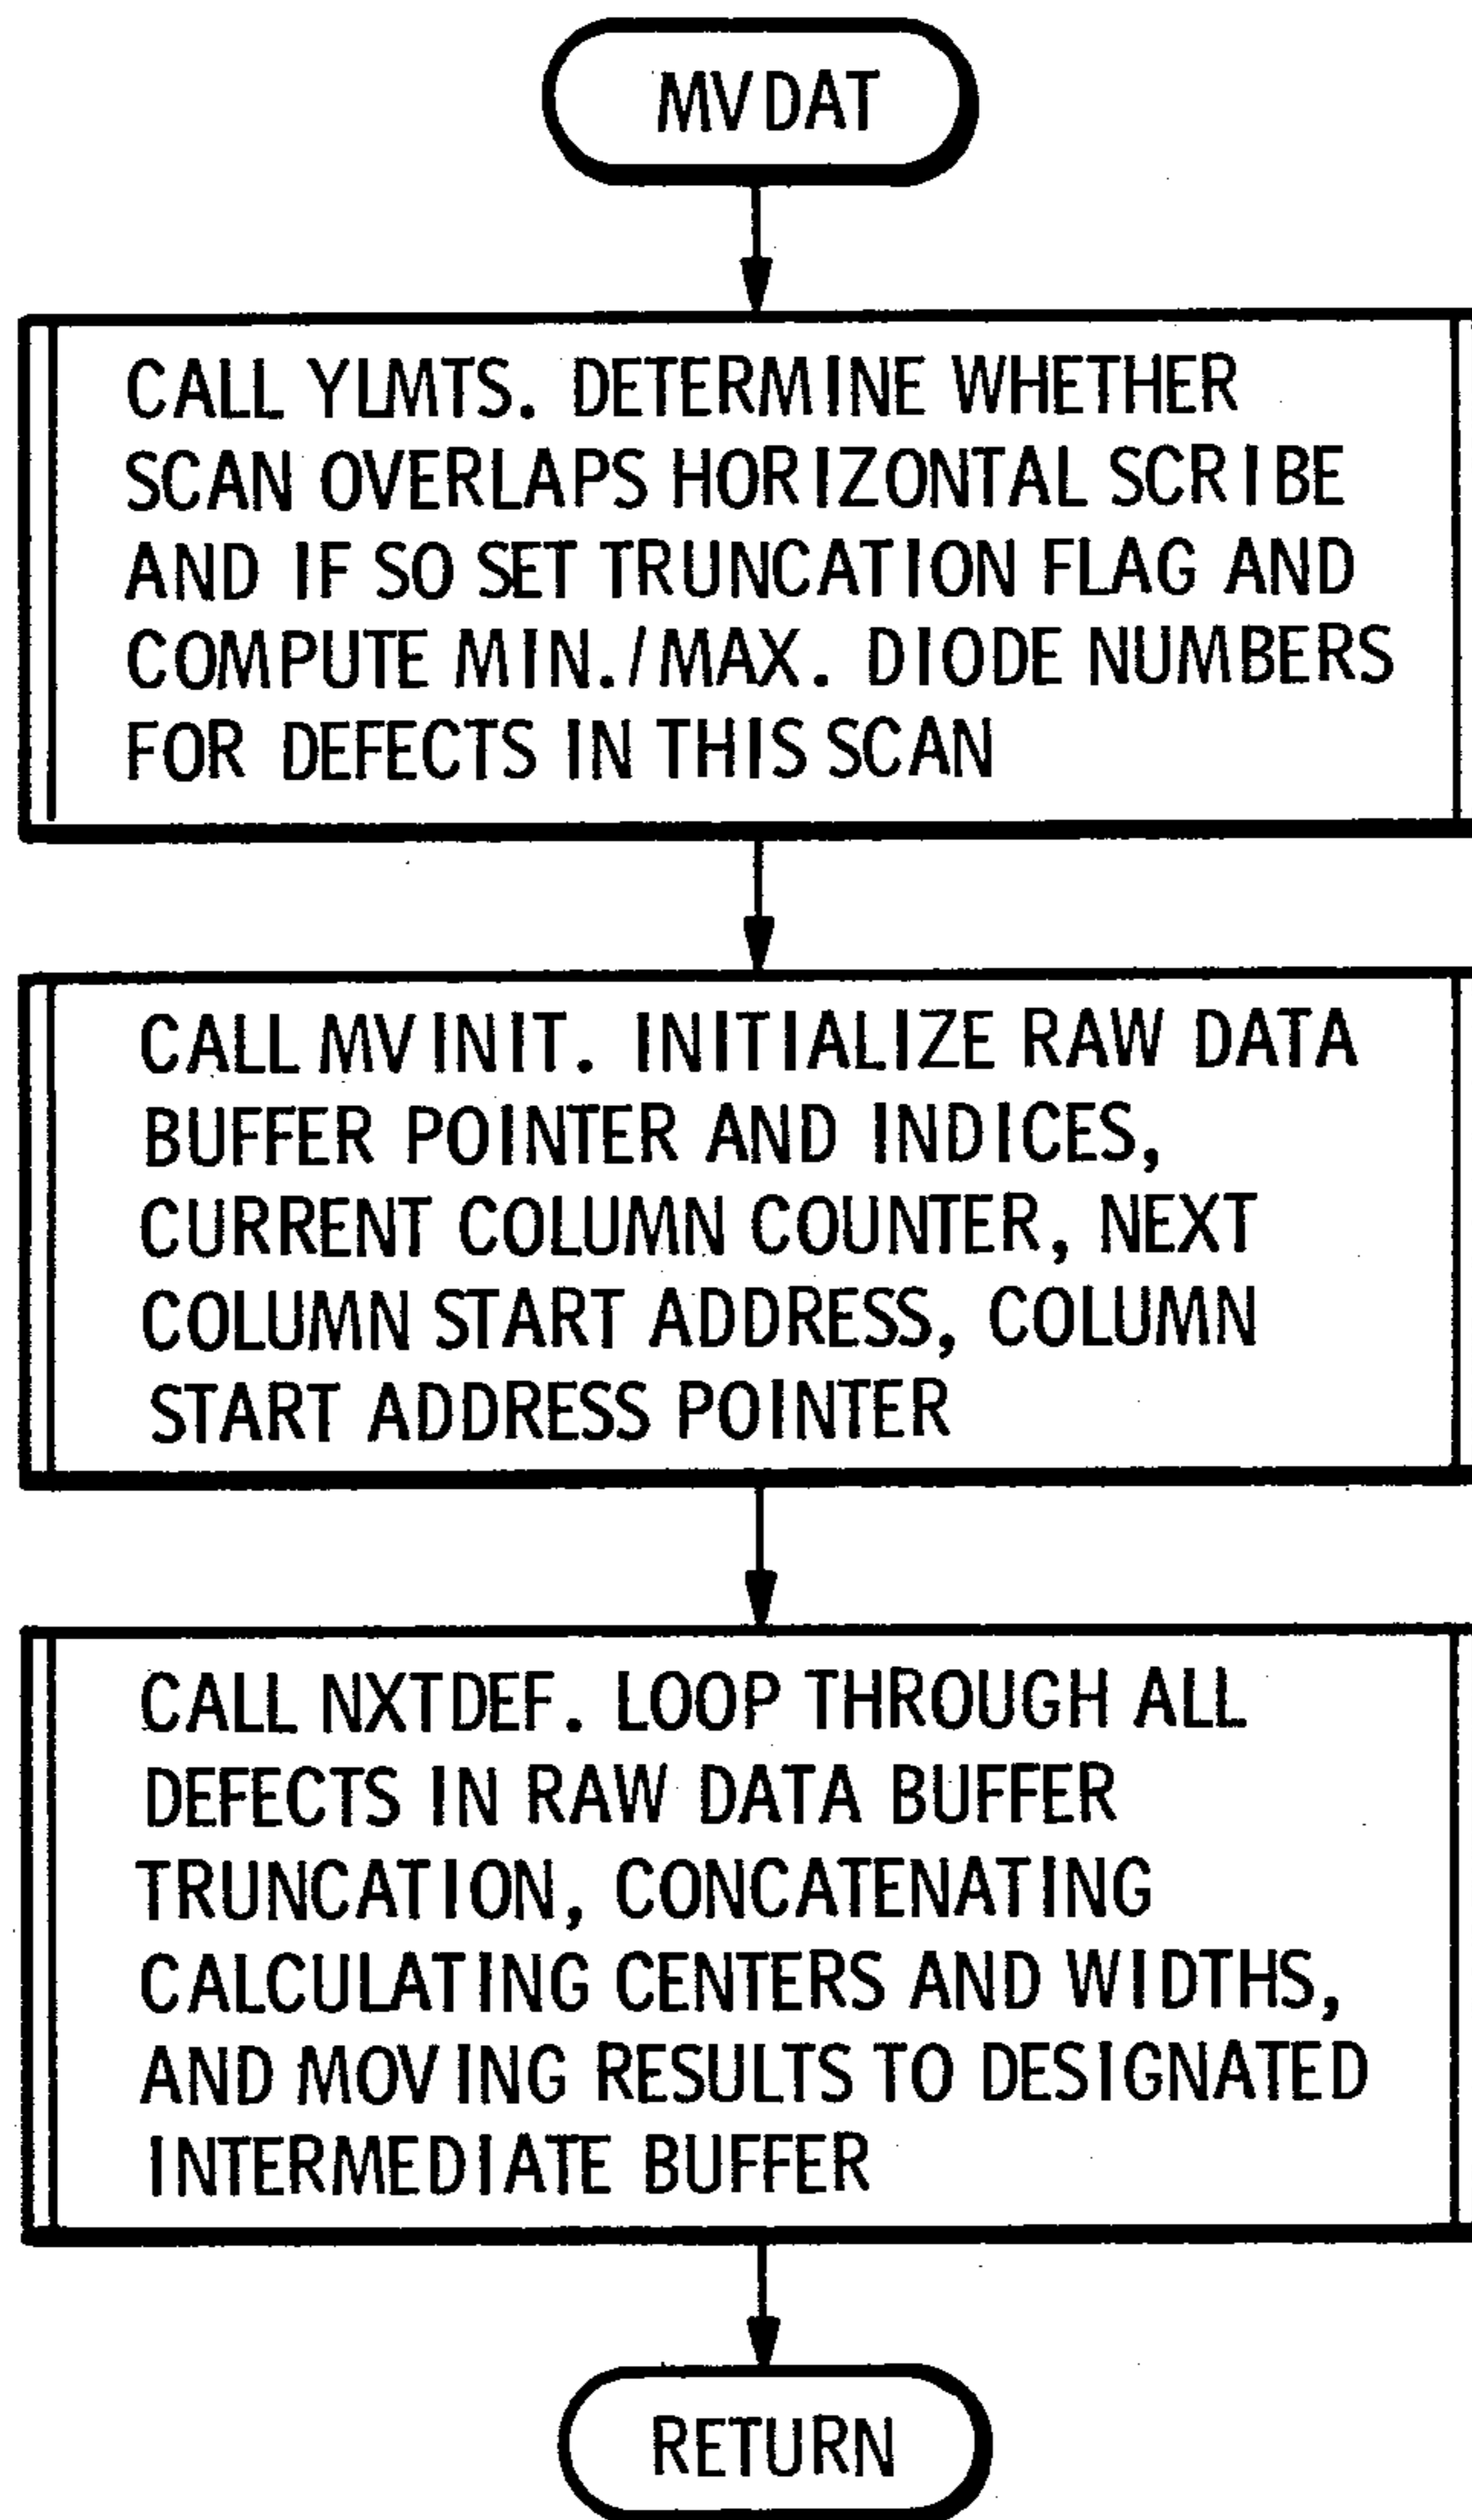 MVDAT
CALL YLMTS. DETERMINE WHETHER
SCAN OVERLAPS HORIZONTAL SCRIBE
AND IF SO SET TRUNCATION FLAG AND
COMPUTE MIN./MAX. DIODE NUMBERS
FOR DEFECTS IN THIS SCAN
CALL MVINIT. INITIALIZE RAW DATA
BUFFER POINTER AND INDICES,
CURRENT COLUMN COUNTER, NEXT
COLUMN START ADDRESS, COLUMN
START ADDRESS POINTER
CALL NXTDEF. LOOP THROUGH ALL
DEFECTS IN RAW DATA BUFFER
TRUNCATION, CONCATENATING
CALCULATING CENTERS AND WIDTHS,
AND MOVING RESULTS TO DESIGNATED
INTERMEDIATE BUFFER
RETURN